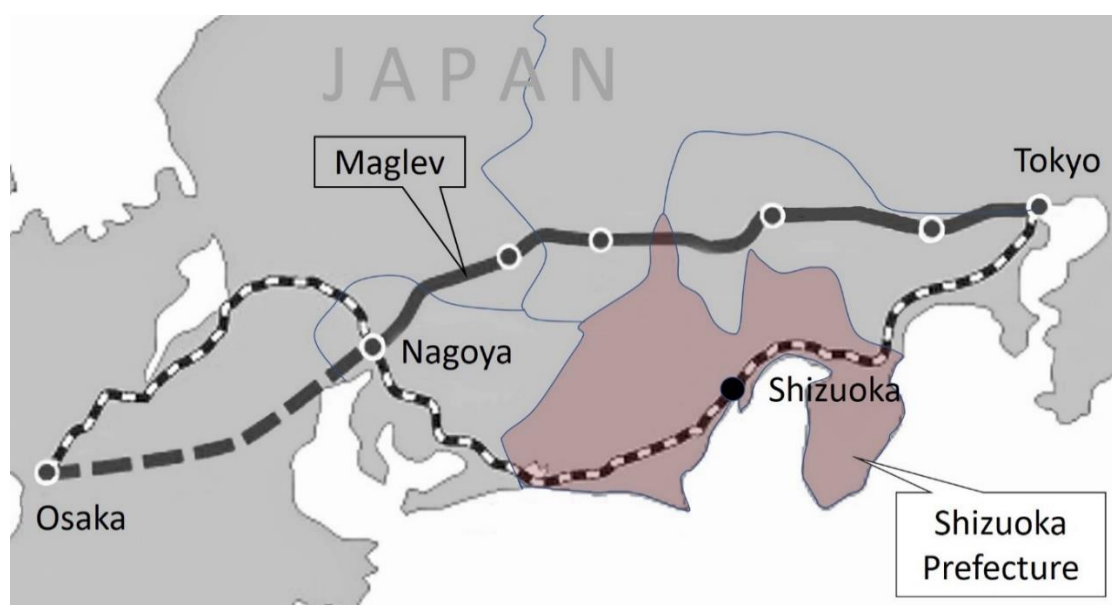 JAPAN
Maglev
Tokyo
Nagoya
Shizuoka
Osaka
Shizuoka
Prefecture